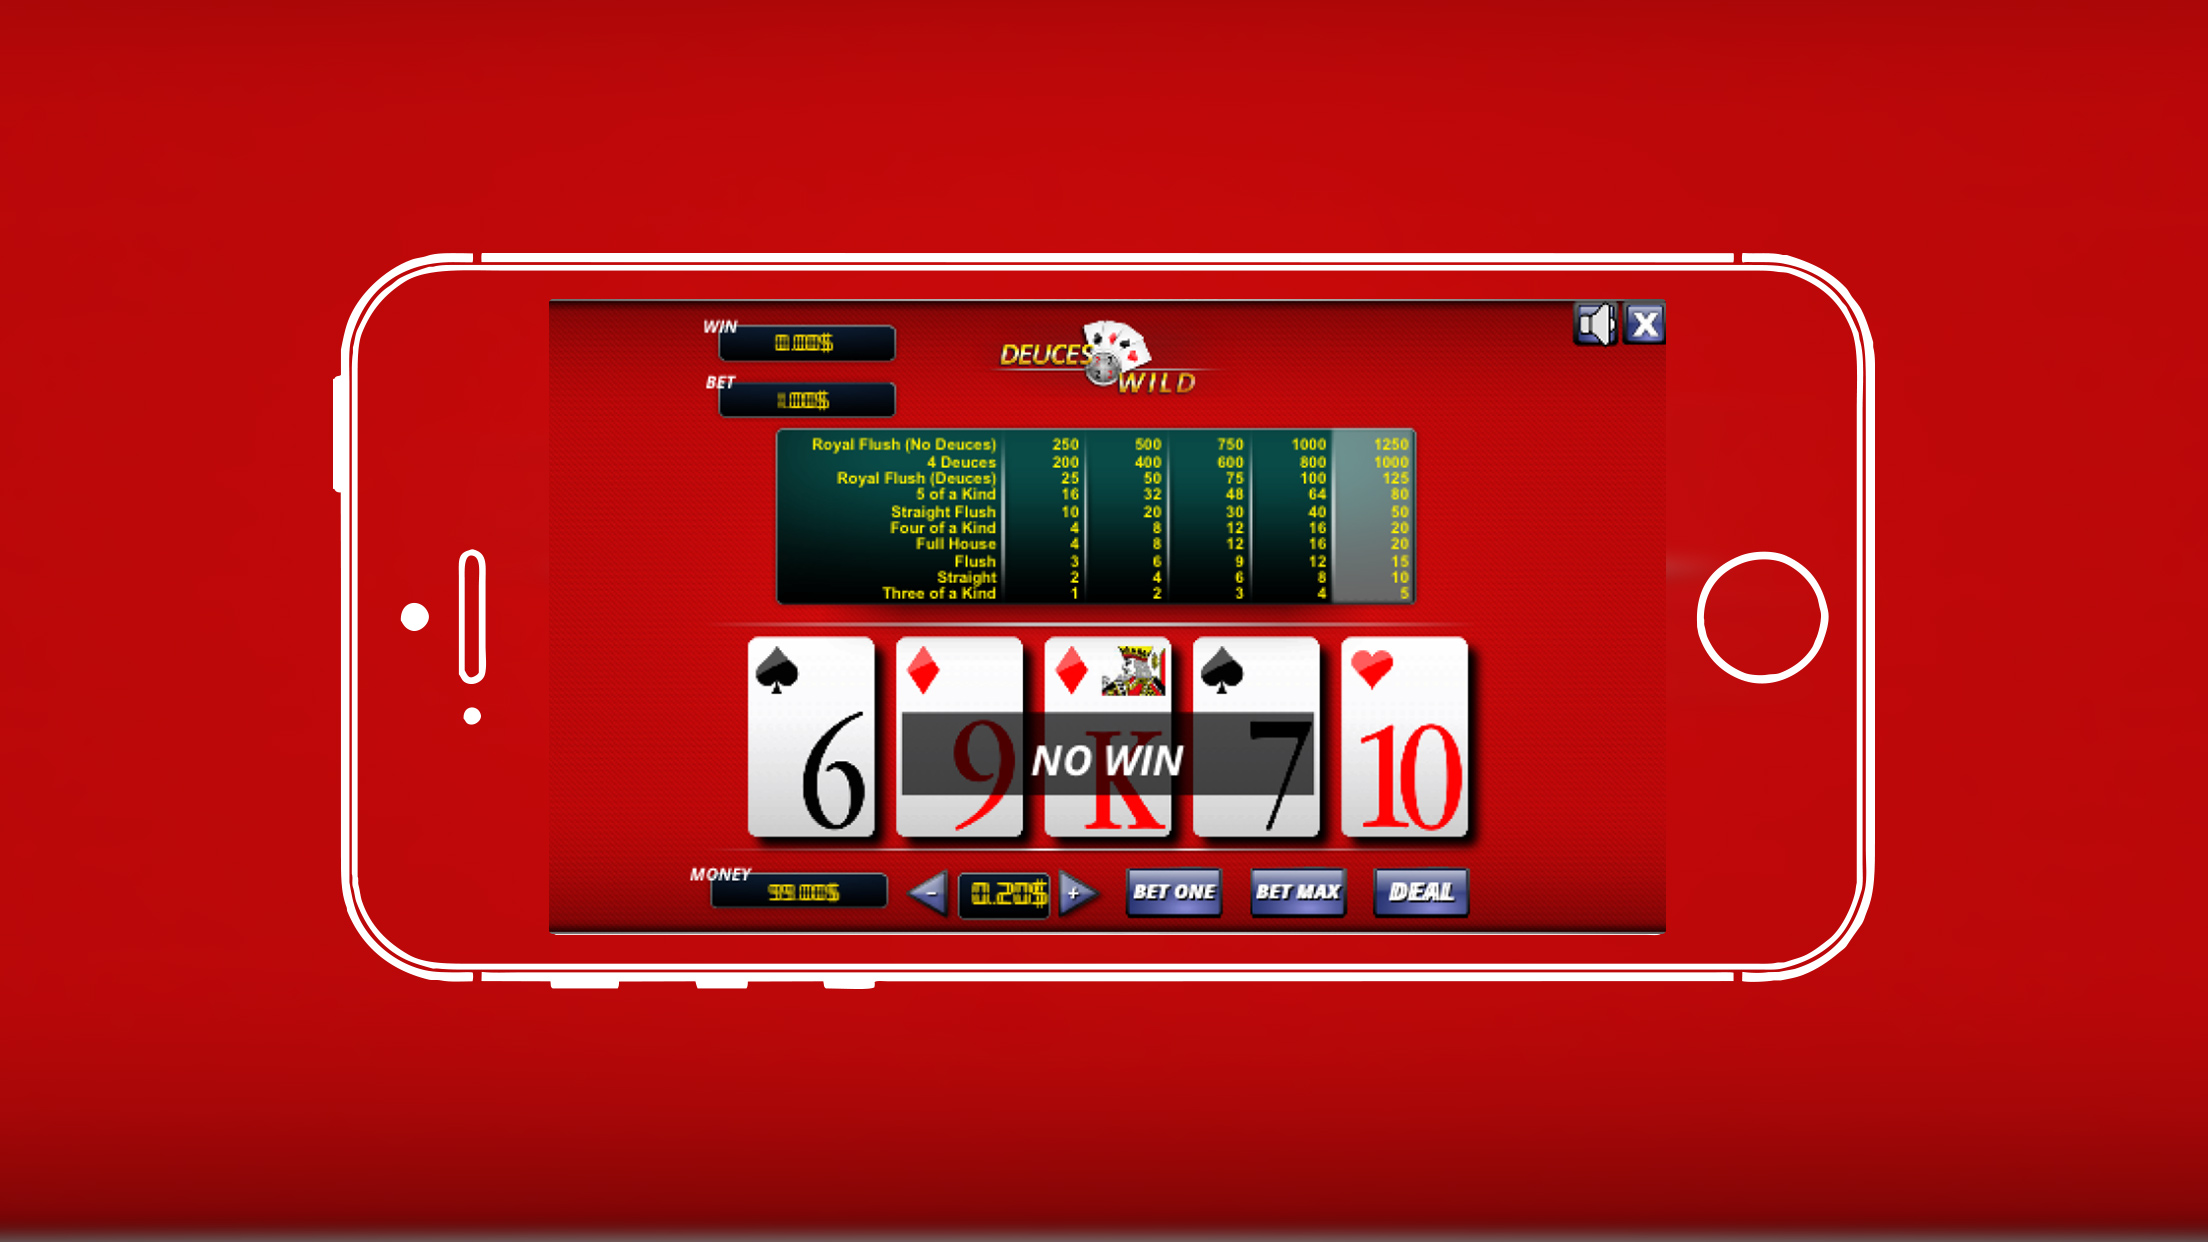 WIN
0.00$
DEUCES
WILD
X
BET
1.00$
Royal Flush (No Deuces) 250 500 750 1000 1250
4 Deuces 200 400 600 800 1000
Royal Flush (Deuces) 25 50 75 100 125
5 of a Kind 16 32 48 64 80
Straight Flush 10 20 30 40 50
Four of a Kind 4 8 12 16 20
Full House 4 8 12 16 20
Flush 3 6 9 12 15
Straight 2 4 6 8 10
Three of a Kind 1 2 3 4 5
6 9 K 7 10
NO WIN
MONEY
99.00$
- 0.20$ + BET ONE BET MAX DEAL